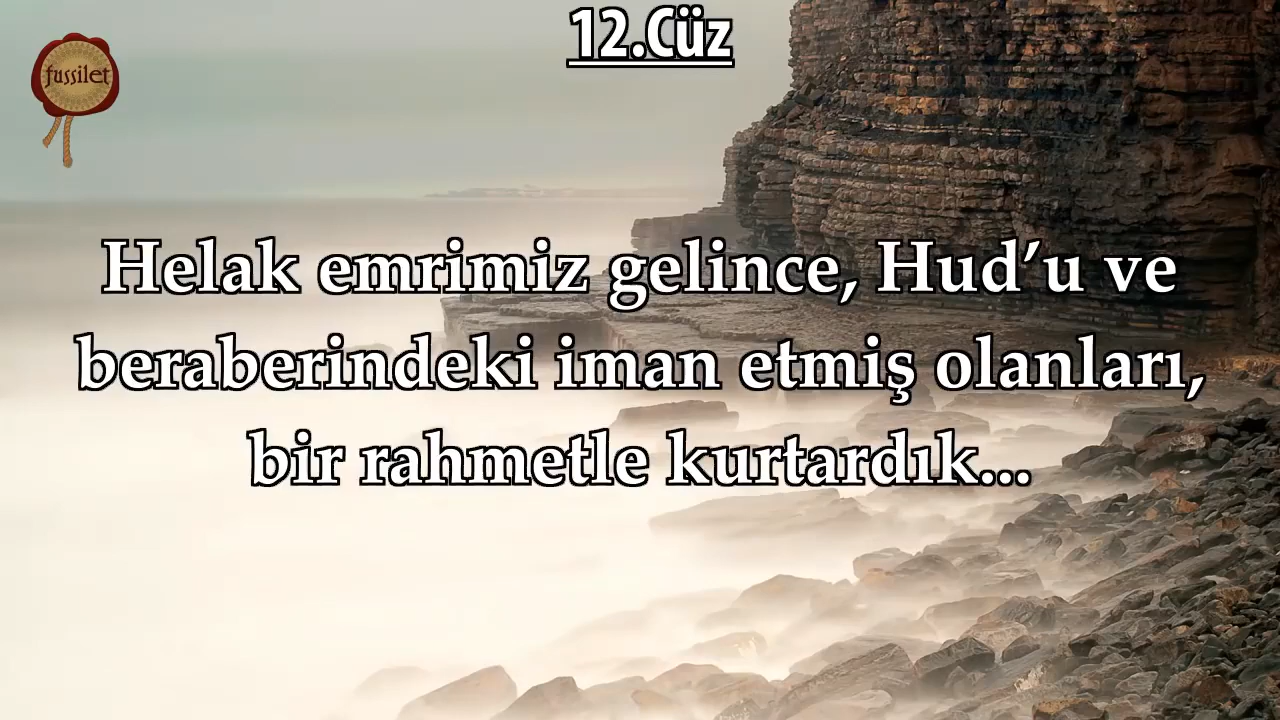 12.Cüz
fussilet
Helak emrimiz gelince, Hud’u ve
beraberindeki iman etmiş olanları,
bir rahmetle kurtardık...